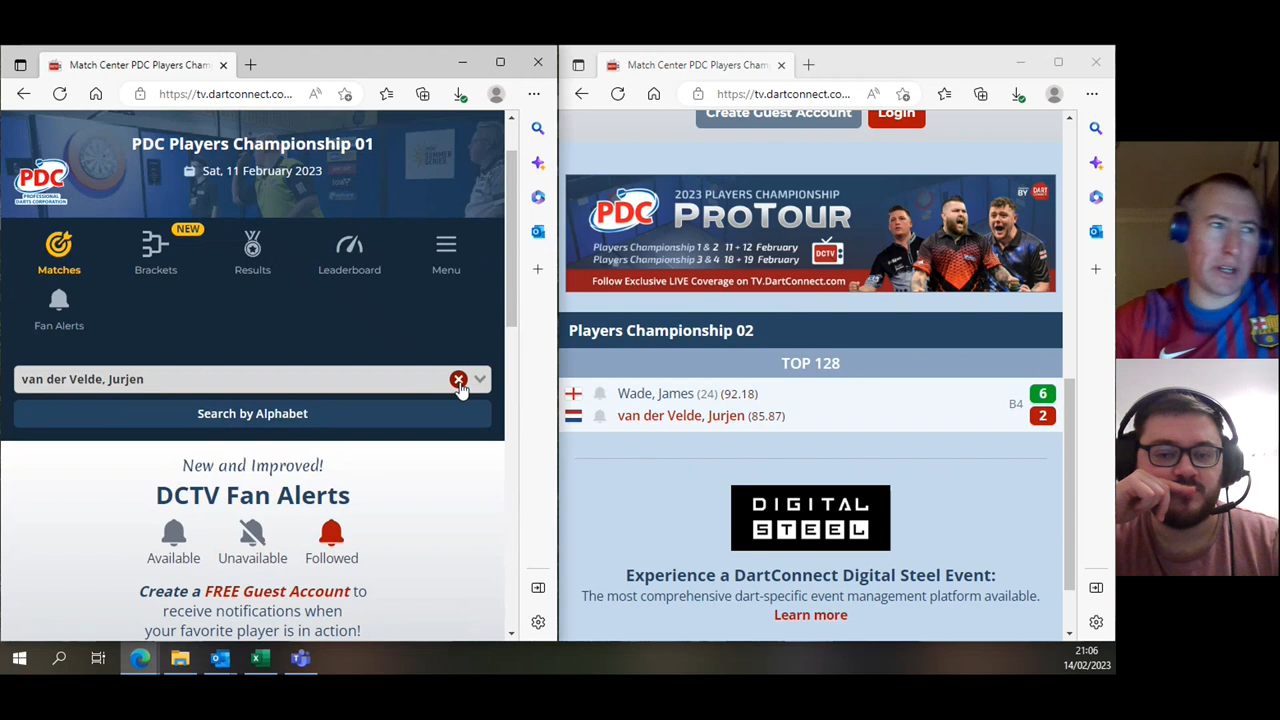 Match Center PDC Players Cham
https://tv.dartconnect.co...
PDC Players Championship 01
Sat, 11 February 2023
PDC
PROFESSIONAL
DARTS CORPORATION
NEW
Matches
Brackets
Results
Leaderboard
Menu
Fan Alerts
van der Velde, Jurjen
Search by Alphabet
New and Improved!
DCTV Fan Alerts
Available
Unavailable
Followed
Create a FREE Guest Account to
receive notifications when
your favorite player is in action!
Match Center PDC Players Cham
https://tv.dartconnect.co...
Create Guest Account
Login
PDC
2023 PLAYERS CHAMPIONSHIP
PROTOUR
Players Championship 1 & 2 11 + 12 February
Players Championship 3 & 4 18 + 19 February
DCTV
Follow Exclusive LIVE Coverage on TV.DartConnect.com
Players Championship 02
TOP 128
Wade, James (24) (92.18)
6
B4
van der Velde, Jurjen (85.87)
2
DIGITAL
STEEL
Experience a DartConnect Digital Steel Event:
The most comprehensive dart-specific event management platform available.
Learn more
21:06
14/02/2023